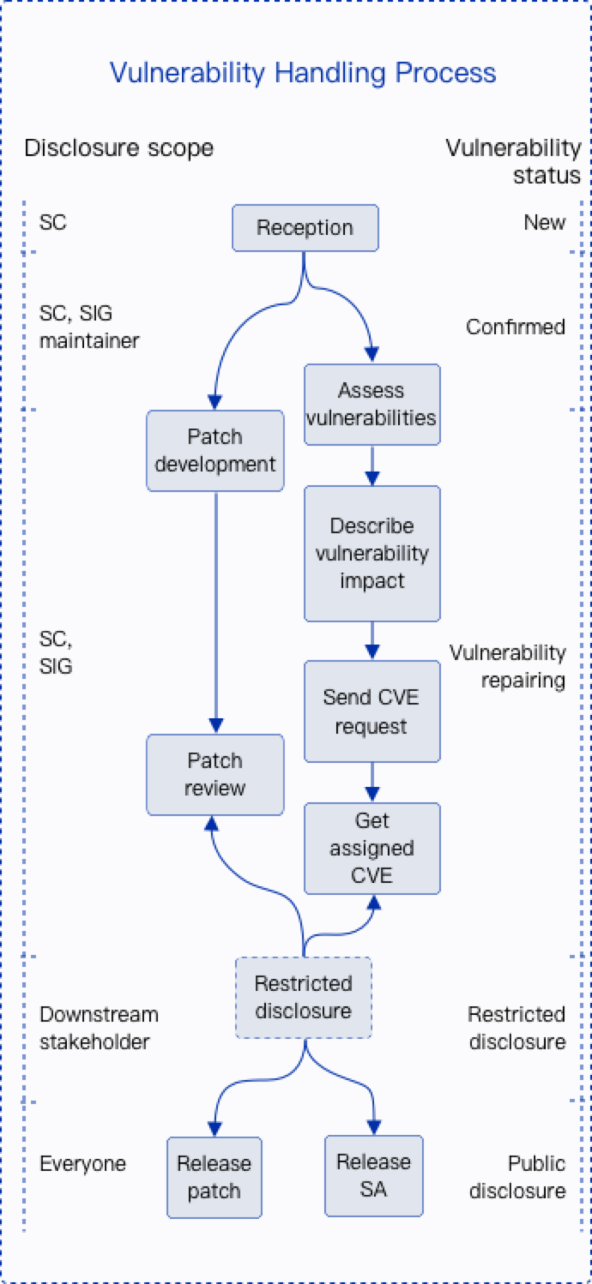 Vulnerability Handling Process
Disclosure scope
Vulnerability
status
SC
Reception
New
SC, SIG
maintainer
Confirmed
Assess
vulnerabilities
Patch
development
Describe
vulnerability
impact
SC,
SIG
Vulnerability
repairing
Send CVE
request
Patch
review
Get
assigned
CVE
Restricted
disclosure
Downstream
stakeholder
Restricted
disclosure
Everyone
Release
patch
Release
SA
Public
disclosure